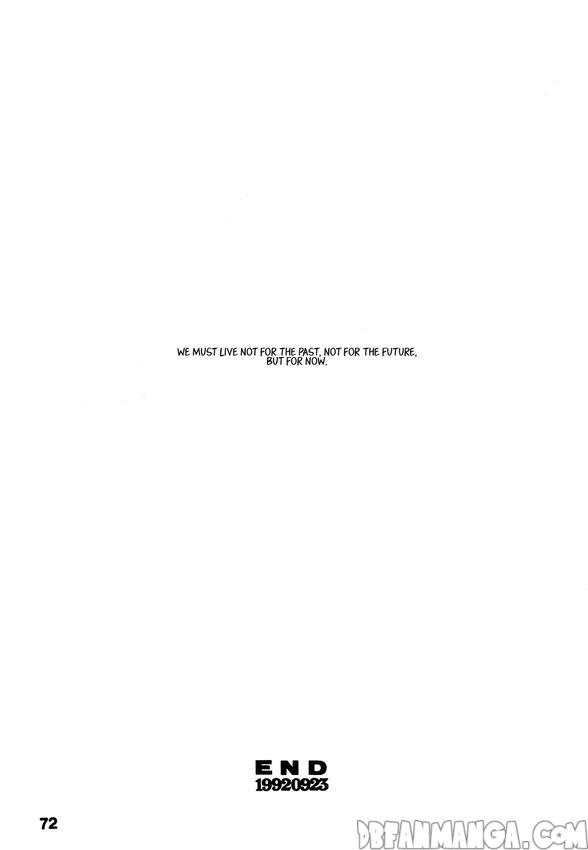 WE MUST LIVE NOT FOR THE PAST, NOT FOR THE FUTURE,
BUT FOR NOW.
END
19920923
72
DBFANMANGA.COM